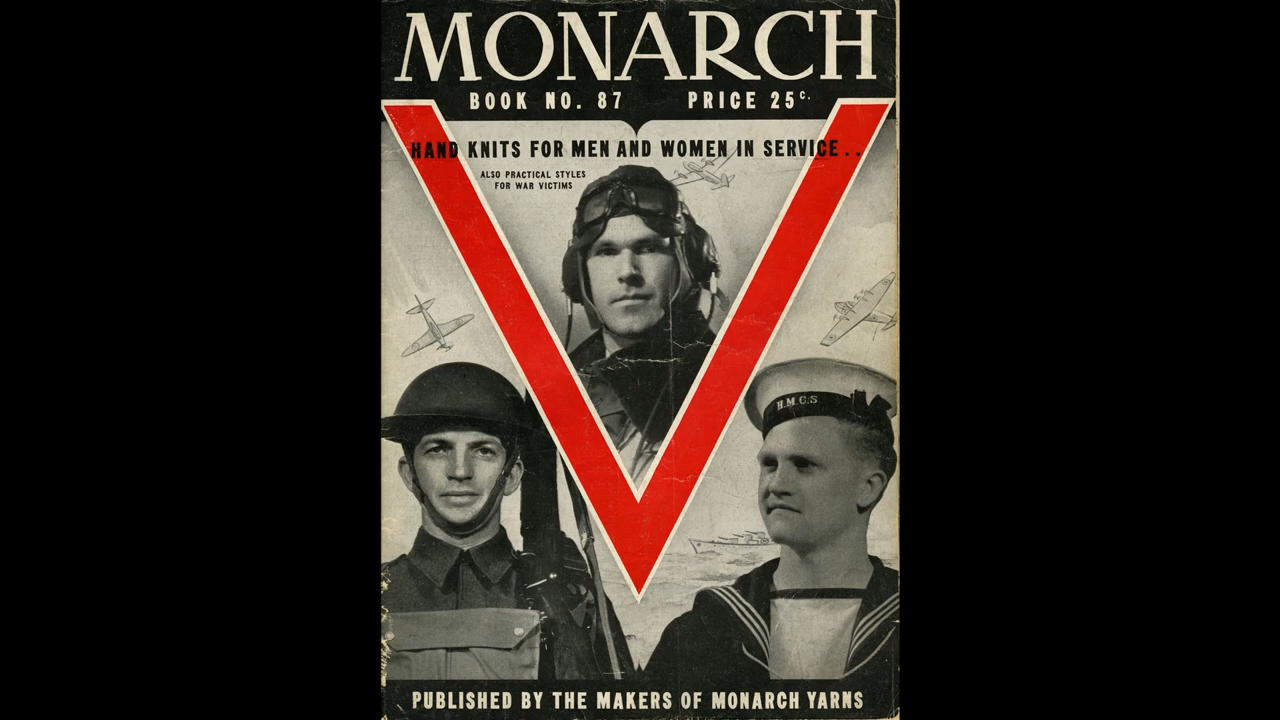 MONARCH
BOOK NO. 87 PRICE 25c.
HAND KNITS FOR MEN AND WOMEN IN SERVICE..
ALSO PRACTICAL STYLES
FOR WAR VICTIMS
H.M.C.S
PUBLISHED BY THE MAKERS OF MONARCH YARNS